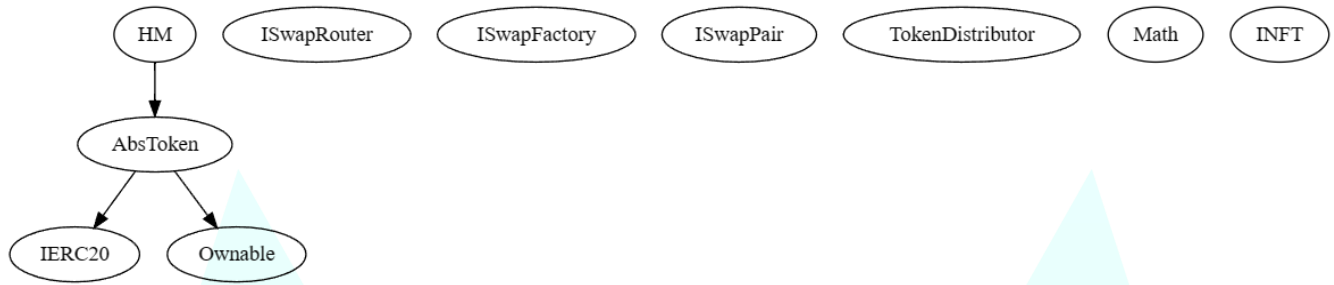 HM ISwapRouter ISwapFactory ISwapPair TokenDistributor Math INFT
AbsToken
IERC20 Ownable